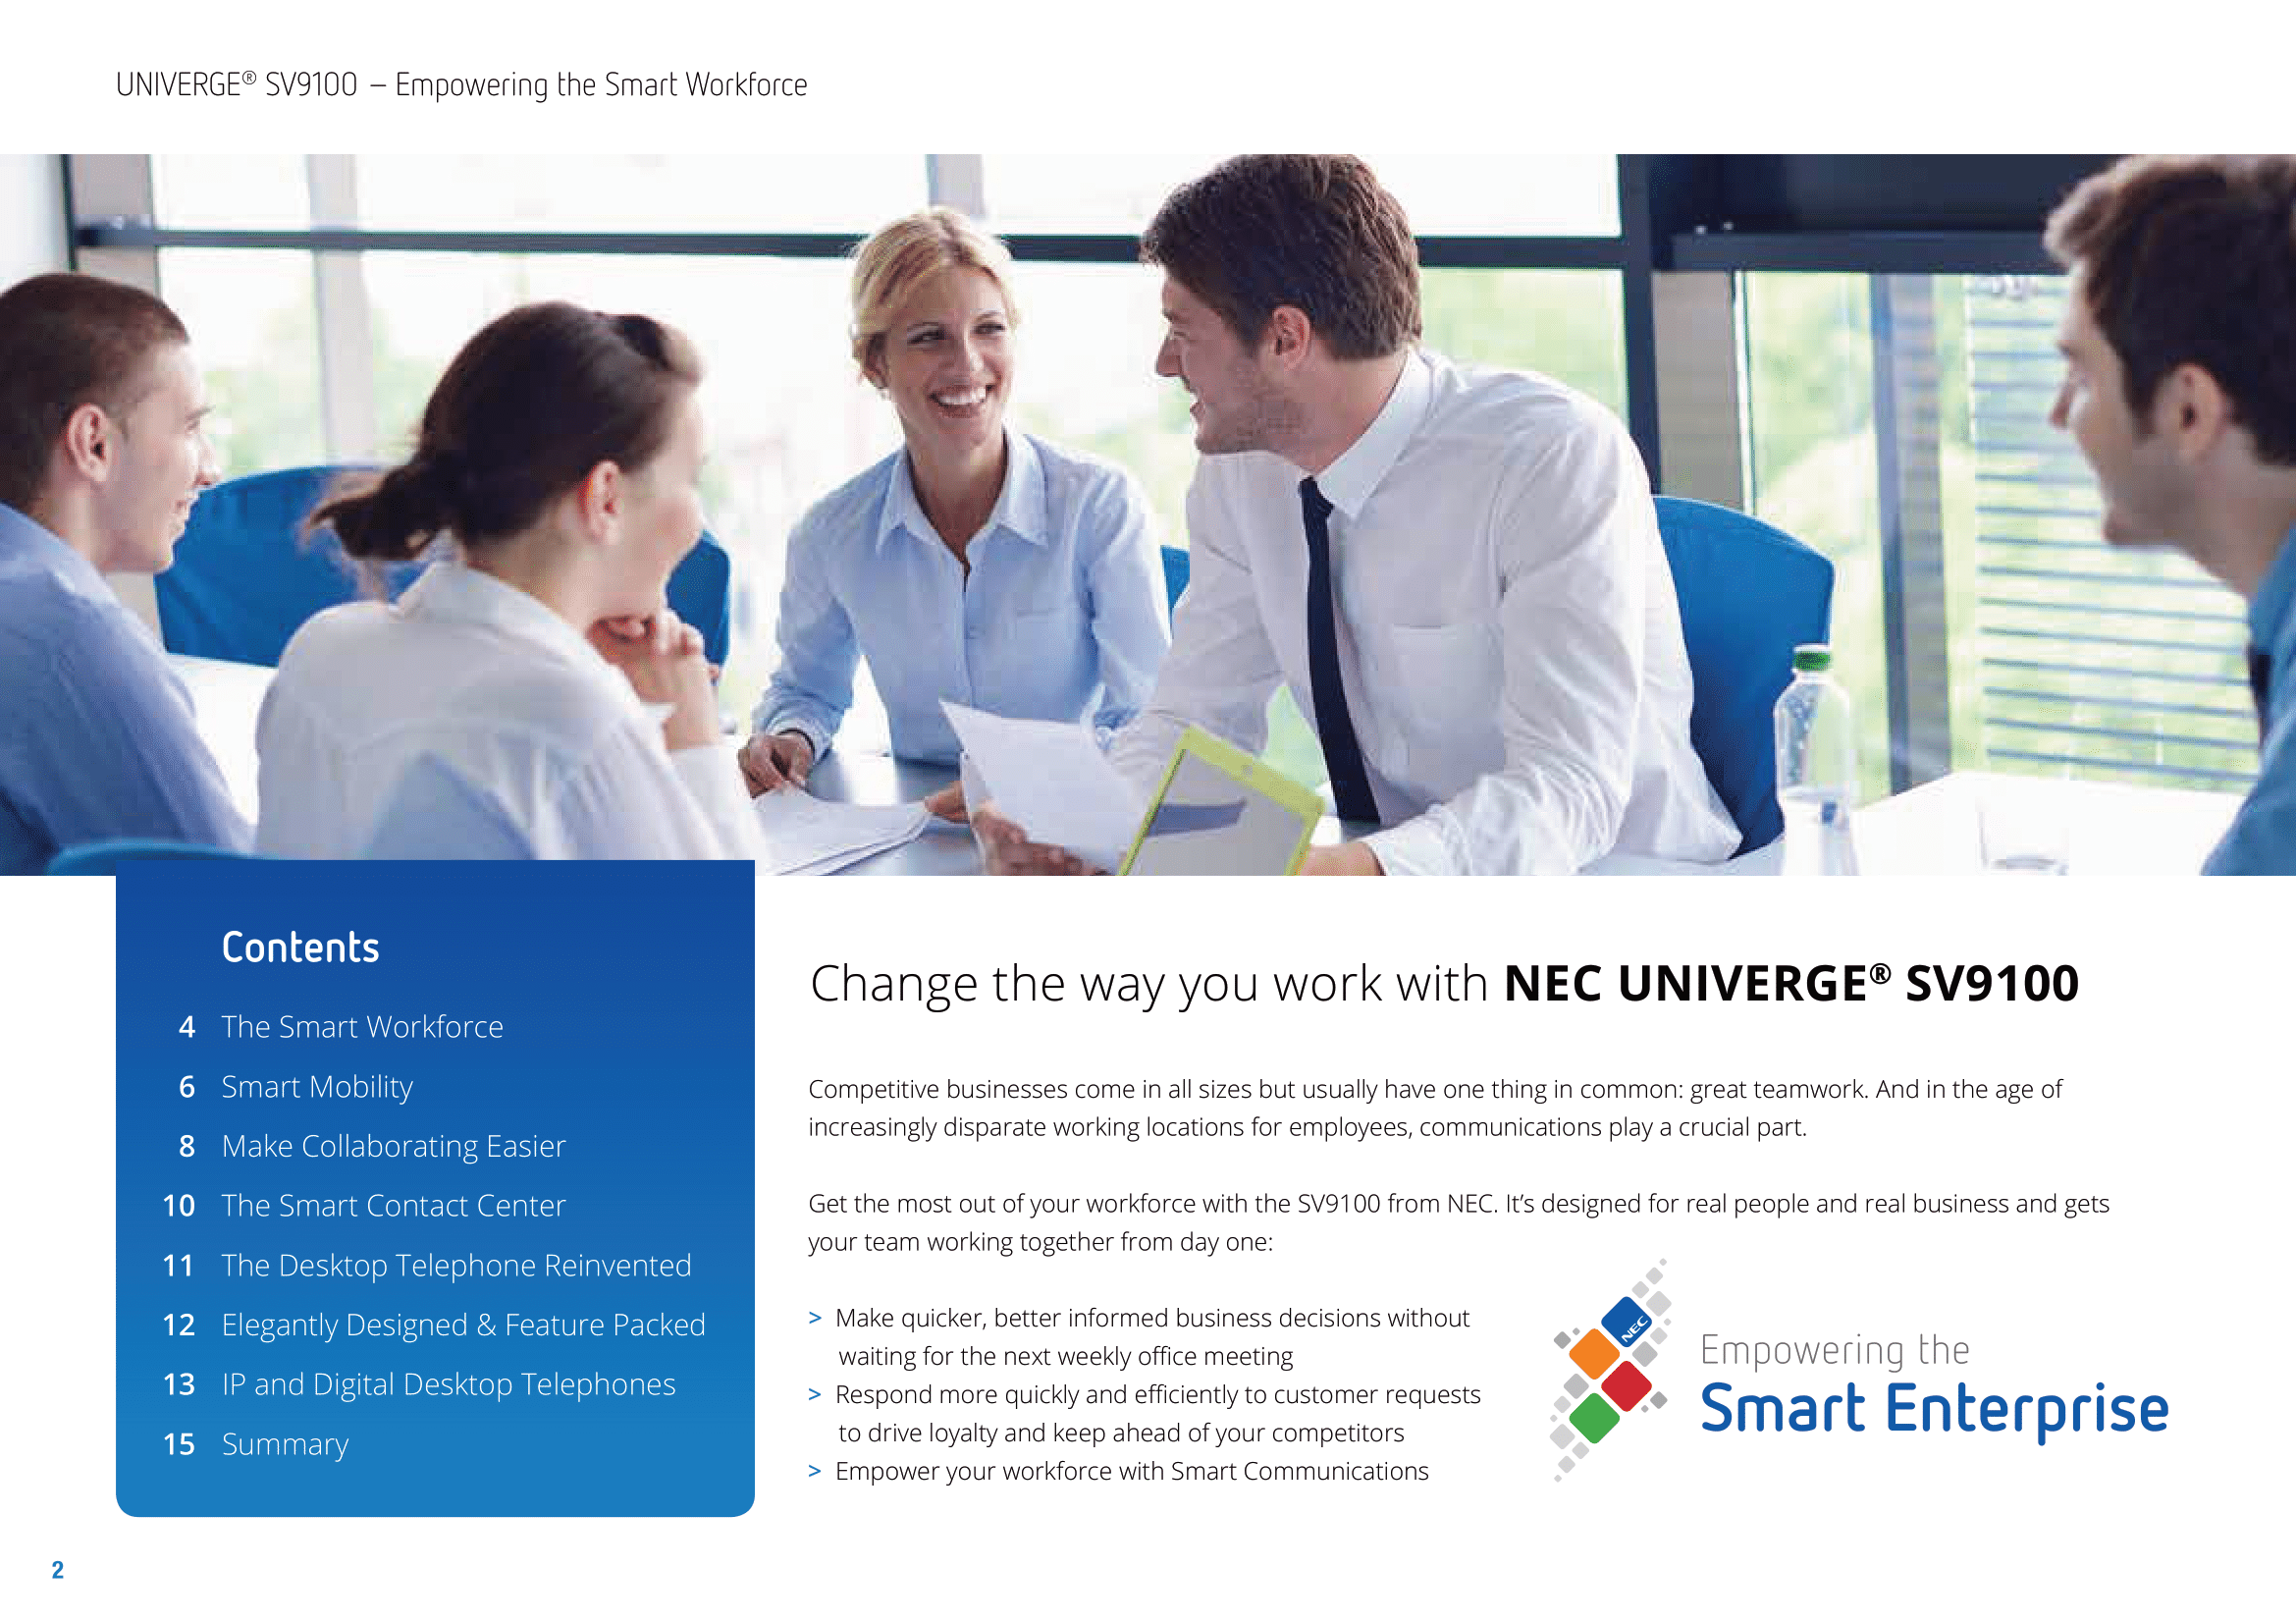 UNIVERGE® SV9100 – Empowering the Smart Workforce
Contents
4 The Smart Workforce
6 Smart Mobility
8 Make Collaborating Easier
10 The Smart Contact Center
11 The Desktop Telephone Reinvented
12 Elegantly Designed & Feature Packed
13 IP and Digital Desktop Telephones
15 Summary
Change the way you work with NEC UNIVERGE® SV9100
Competitive businesses come in all sizes but usually have one thing in common: great teamwork. And in the age of
increasingly disparate working locations for employees, communications play a crucial part.
Get the most out of your workforce with the SV9100 from NEC. It’s designed for real people and real business and gets
your team working together from day one:
> Make quicker, better informed business decisions without
waiting for the next weekly office meeting
> Respond more quickly and efficiently to customer requests
to drive loyalty and keep ahead of your competitors
> Empower your workforce with Smart Communications
NEC
Empowering the
Smart Enterprise
2